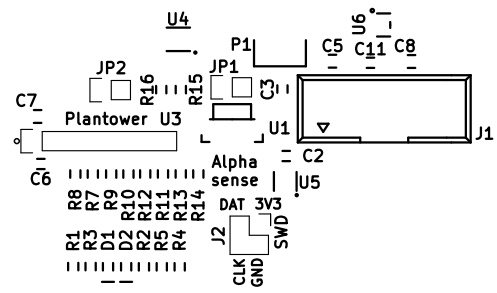 U4
U6
P1
C5
C11
C8
JP2
R16
R15
JP1
C3
C7
Plantower U3
U1
J1
C6
Alpha
sense
C2
U5
R8
R7
R9
R10
R12
R11
R13
R14
DAT 3V3
R1
R3
D1
D2
R2
R5
R4
J2
SWD
CLK
GND